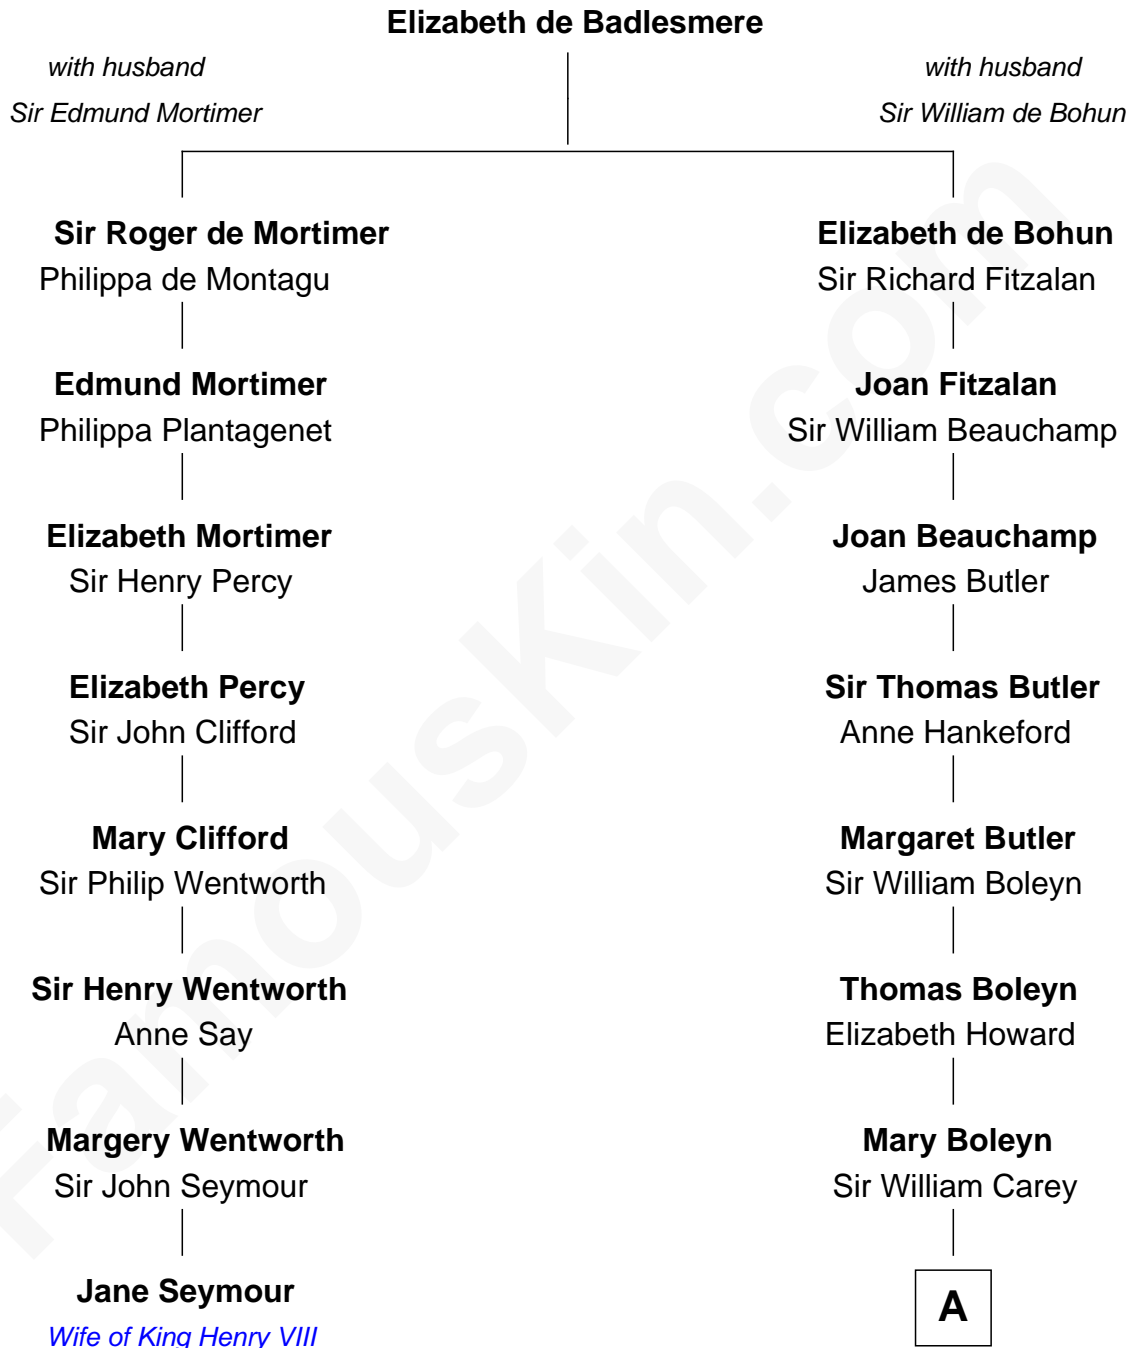 Elizabeth de Badlesmere
with husband
Sir Edmund Mortimer
with husband
Sir William de Bohun
Sir Roger de Mortimer
Philippa de Montagu
Elizabeth de Bohun
Sir Richard Fitzalan
Edmund Mortimer
Philippa Plantagenet
Joan Fitzalan
Sir William Beauchamp
Elizabeth Mortimer
Sir Henry Percy
Joan Beauchamp
James Butler
Elizabeth Percy
Sir John Clifford
Sir Thomas Butler
Anne Hankeford
Mary Clifford
Sir Philip Wentworth
Margaret Butler
Sir William Boleyn
Sir Henry Wentworth
Anne Say
Thomas Boleyn
Elizabeth Howard
Margery Wentworth
Sir John Seymour
Mary Boleyn
Sir William Carey
Jane Seymour
Wife of King Henry VIII
A
FamousKin.com